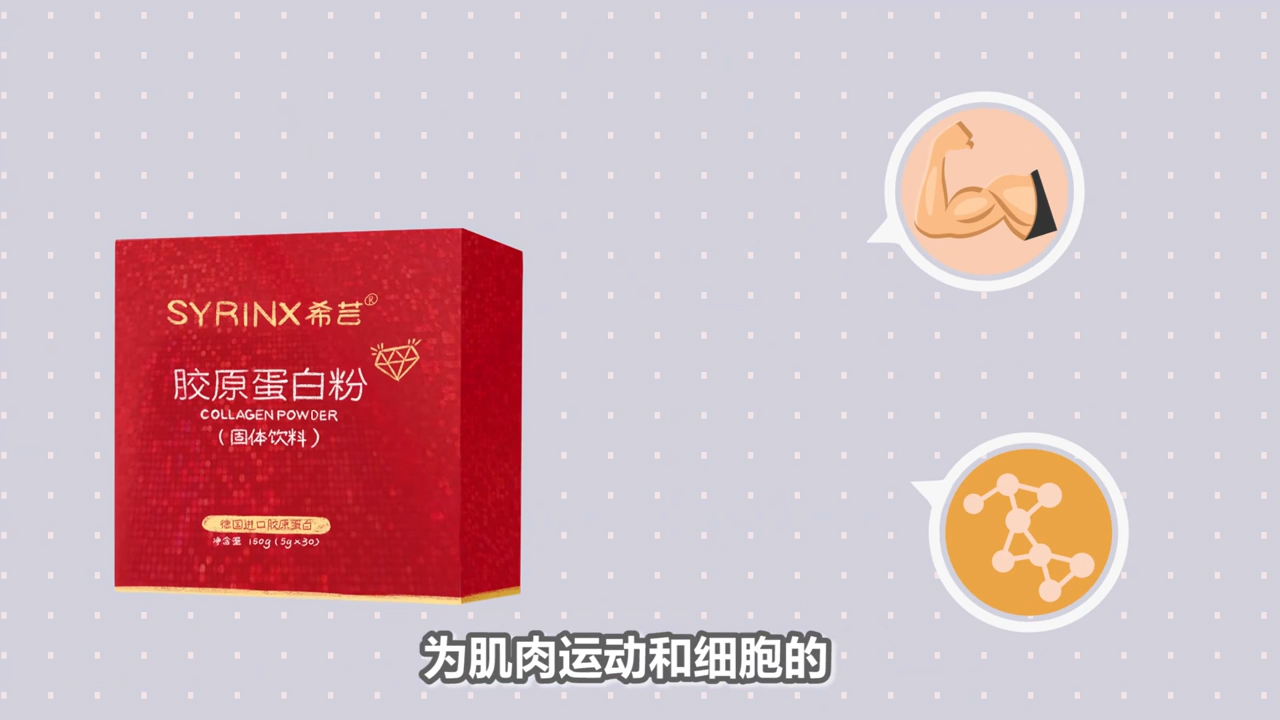 SYRINX希芸®
胶原蛋白粉
COLLAGEN POWDER
(固体饮料)
德国进口胶原蛋白
净含量 150g(5g×30)
为肌肉运动和细胞的